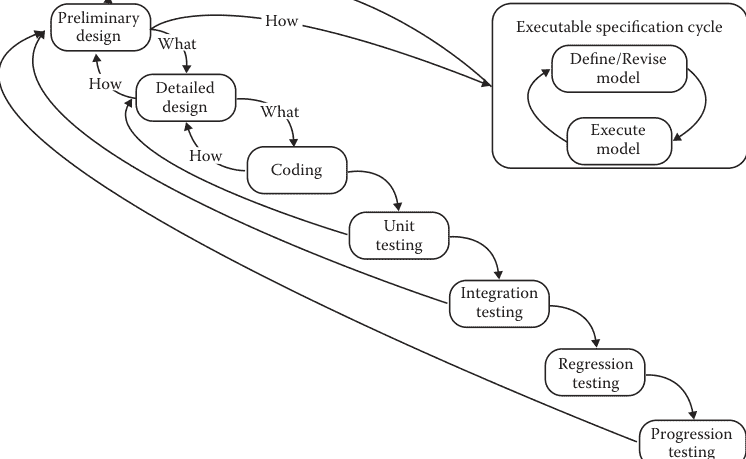 Preliminary
design
How
Executable specification cycle
What
Define/Revise
model
How
Detailed
design
What
Execute
model
How
Coding
Unit
testing
Integration
testing
Regression
testing
Progression
testing